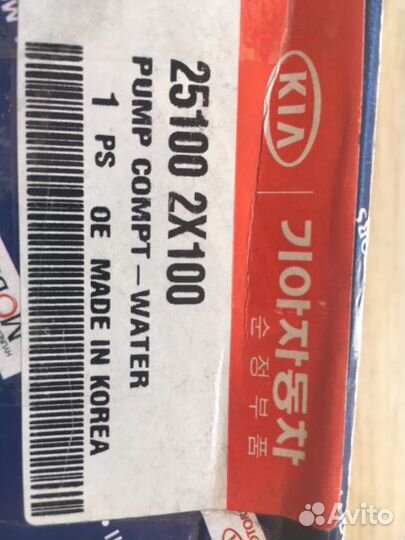 KIA
기아자동차
순정부품
25100 2X100
PUMP COMPT-WATER
1 PS OE MADE IN KOREA
KIA
Avito